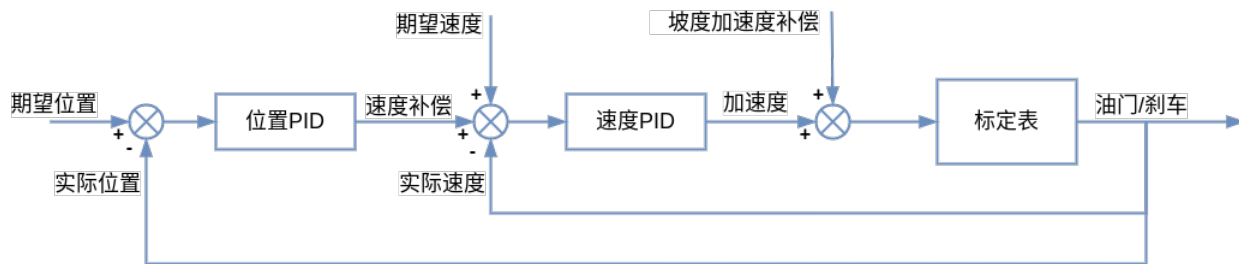 期望速度
坡度加速度补偿
期望位置
+
-
位置PID
速度补偿
+
+
-
速度PID
加速度
+
+
标定表
油门/刹车
实际位置
实际速度